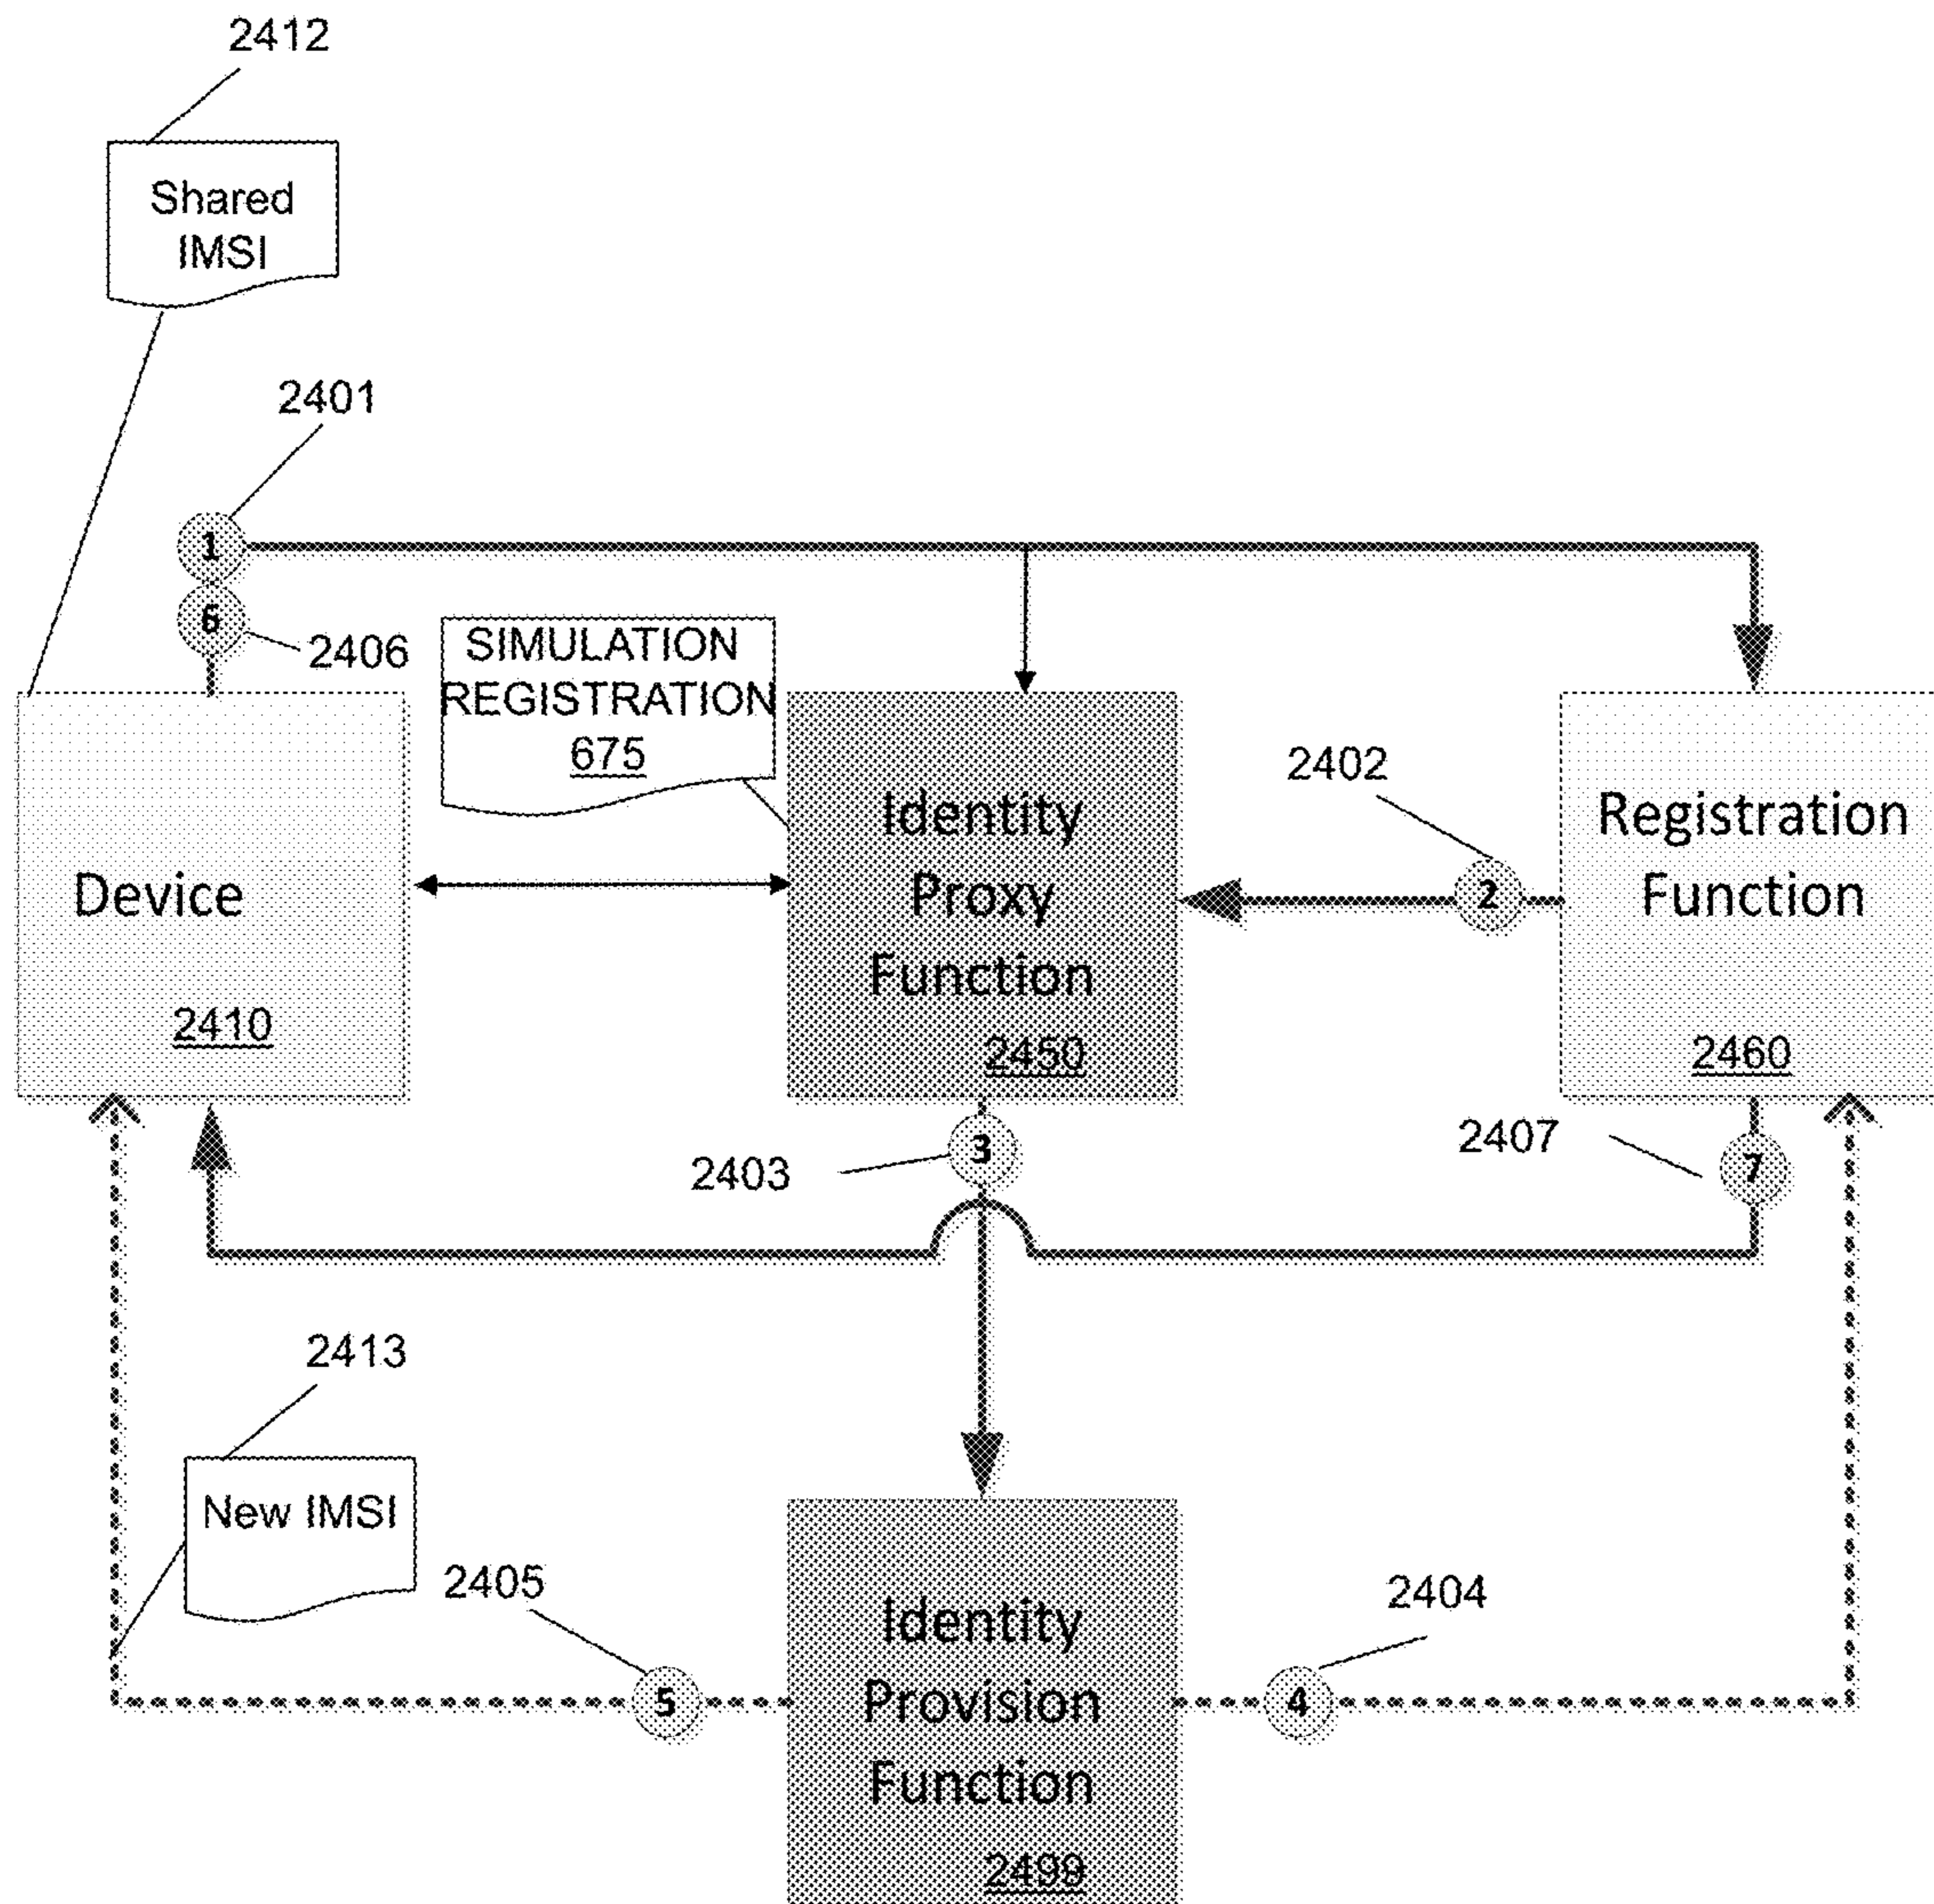 2412
Shared
IMSI
2401
1
6
2406
SIMULATION
REGISTRATION
675
2402
Identity
Proxy
Function
2450
Registration
Function
2460
2
Device
2410
3
2403
2407
7
2413
New IMSI
2405
5
2404
4
Identity
Provision
Function
2499